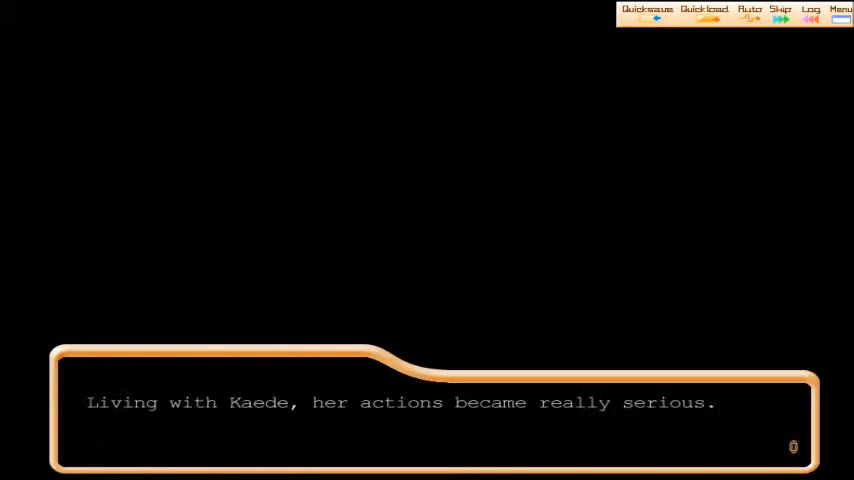 Quicksave Quickload Auto Skip Log Menu
Living with Kaede, her actions became really serious.